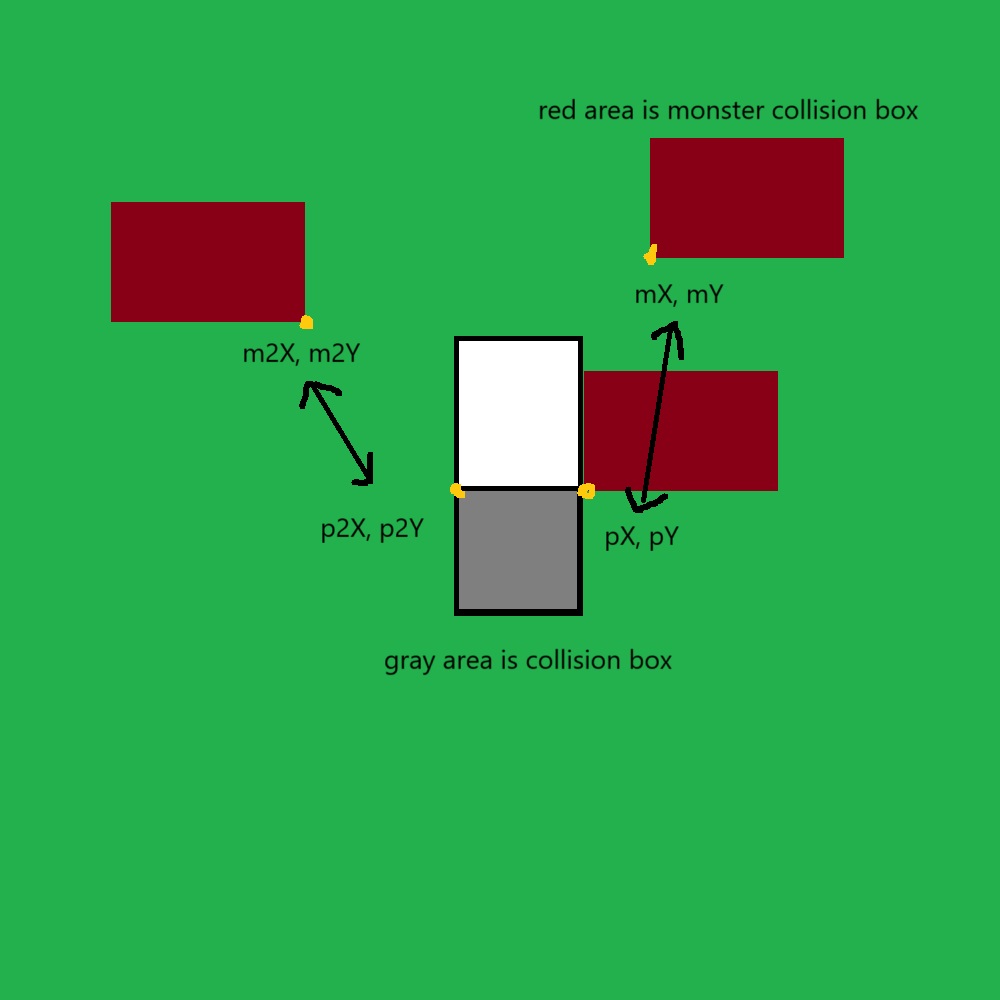 red area is monster collision box
mX, mY
m2X, m2Y
p2X, p2Y
pX, pY
gray area is collision box